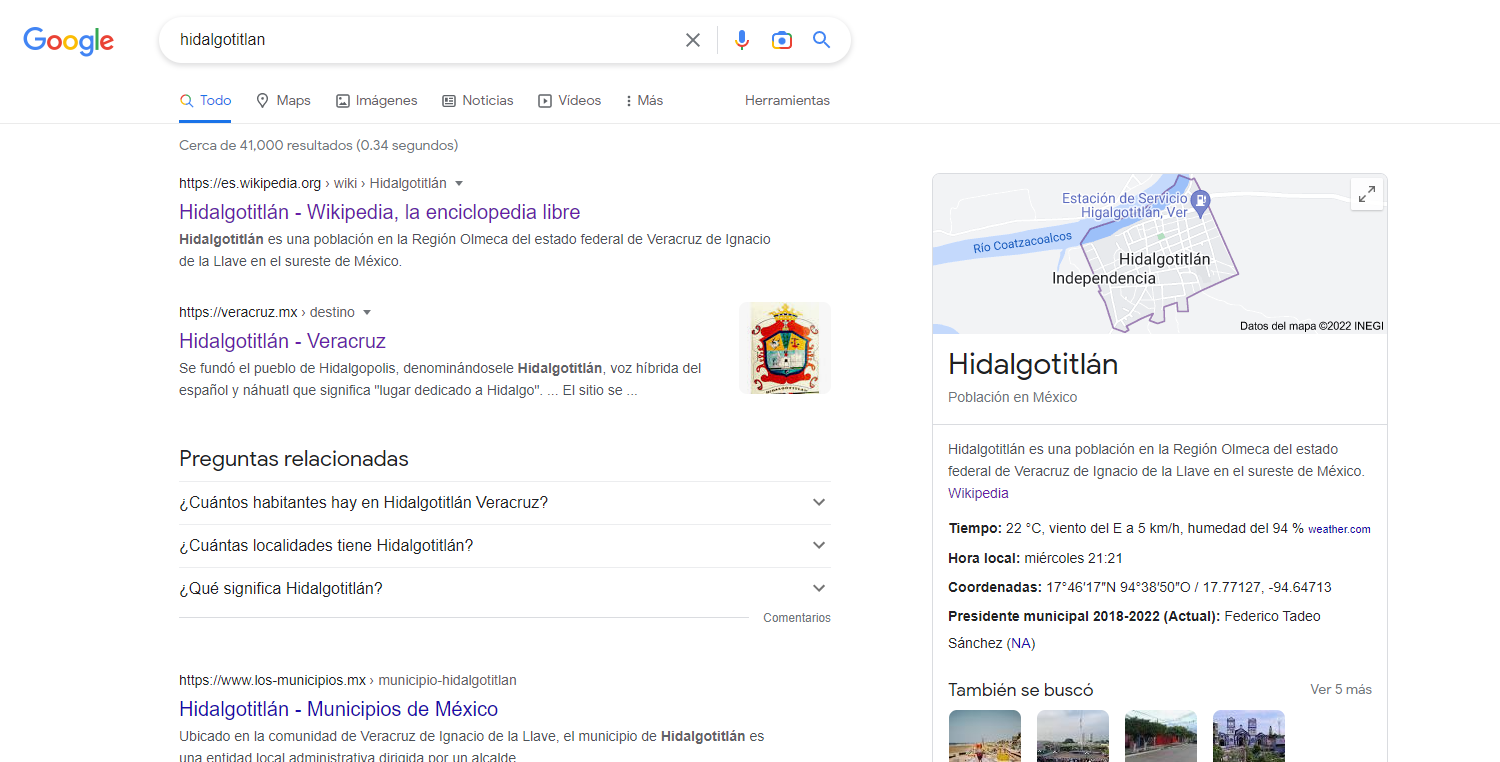 Google
hidalgotitlan
Todo
Maps
Imágenes
Noticias
Vídeos
Más
Herramientas
Cerca de 41,000 resultados (0.34 segundos)
https://es.wikipedia.org › wiki › Hidalgotitlán
Hidalgotitlán - Wikipedia, la enciclopedia libre
Hidalgotitlán es una población en la Región Olmeca del estado federal de Veracruz de Ignacio
de la Llave en el sureste de México.
https://veracruz.mx › destino
Hidalgotitlán - Veracruz
Se fundó el pueblo de Hidalgopolis, denominándosele Hidalgotitlán, voz híbrida del
español y náhuatl que significa "lugar dedicado a Hidalgo". ... El sitio se ...
Preguntas relacionadas
¿Cuántos habitantes hay en Hidalgotitlán Veracruz?
¿Cuántas localidades tiene Hidalgotitlán?
¿Qué significa Hidalgotitlán?
Comentarios
https://www.los-municipios.mx › municipio-hidalgotitlan
Hidalgotitlán - Municipios de México
Ubicado en la comunidad de Veracruz de Ignacio de la Llave, el municipio de Hidalgotitlán es
una entidad local administrativa dirigida por un alcalde
Estación de Servicio
Higalgotitlán, Ver
Río Coatzacoalcos
Hidalgotitlán
Independencia
Datos del mapa ©2022 INEGI
Hidalgotitlán
Población en México
Hidalgotitlán es una población en la Región Olmeca del estado
federal de Veracruz de Ignacio de la Llave en el sureste de México.
Wikipedia
Tiempo: 22 °C, viento del E a 5 km/h, humedad del 94 % weather.com
Hora local: miércoles 21:21
Coordenadas: 17°46′17″N 94°38′50″O / 17.77127, -94.64713
Presidente municipal 2018-2022 (Actual): Federico Tadeo
Sánchez (NA)
También se buscó
Ver 5 más